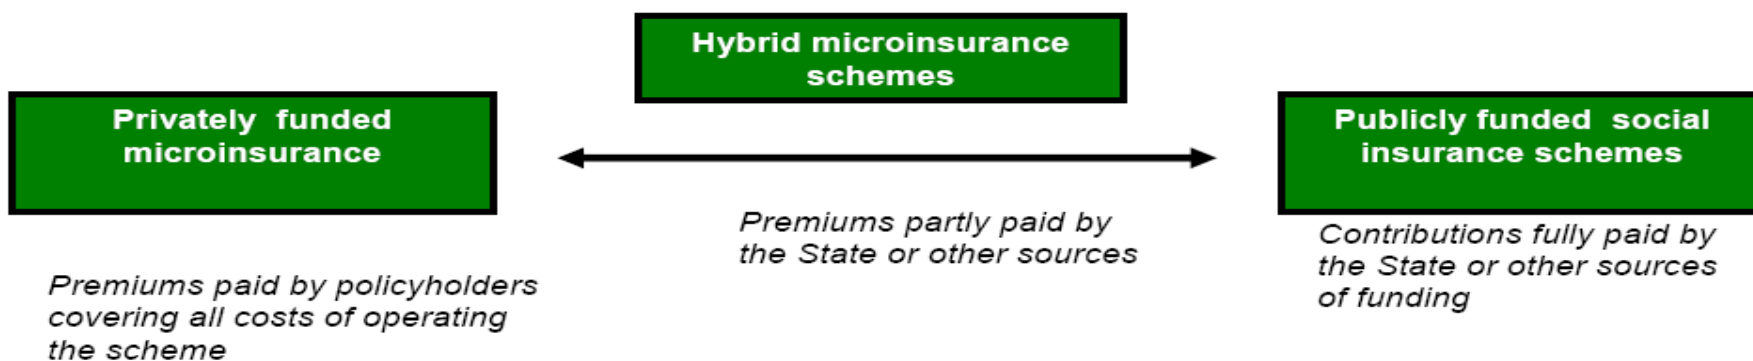 Hybrid microinsurance
schemes
Privately funded
microinsurance
Publicly funded social
insurance schemes
Premiums partly paid by
the State or other sources
Contributions fully paid by
the State or other sources
of funding
Premiums paid by policyholders
covering all costs of operating
the scheme